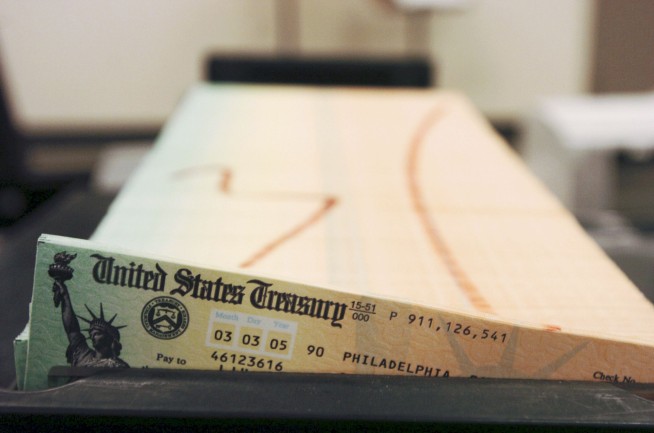 United States Treasury 15-51 000 P 911,126,541
Month Day Year
03 03 05
Pay to 46123616 90 PHILADELPHIA,
Check No.